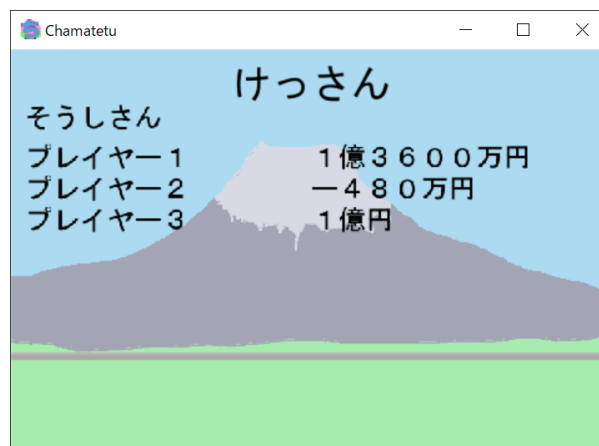 Chamatetu
けっさん
そうしさん
プレイヤー１ １億３６００万円
プレイヤー２ －４８０万円
プレイヤー３ １億円